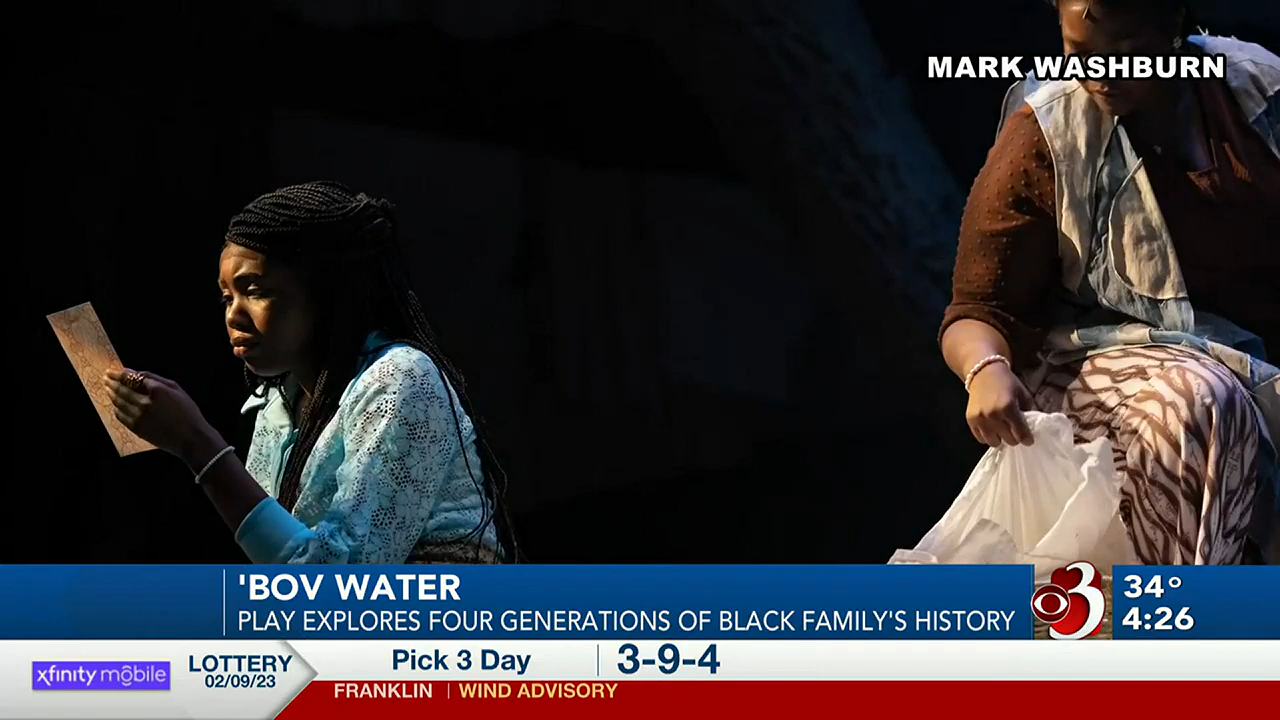 MARK WASHBURN
'BOV WATER
PLAY EXPLORES FOUR GENERATIONS OF BLACK FAMILY'S HISTORY
3
34°
4:26
xfinity mobile
LOTTERY
02/09/23
Pick 3 Day
3-9-4
FRANKLIN
WIND ADVISORY